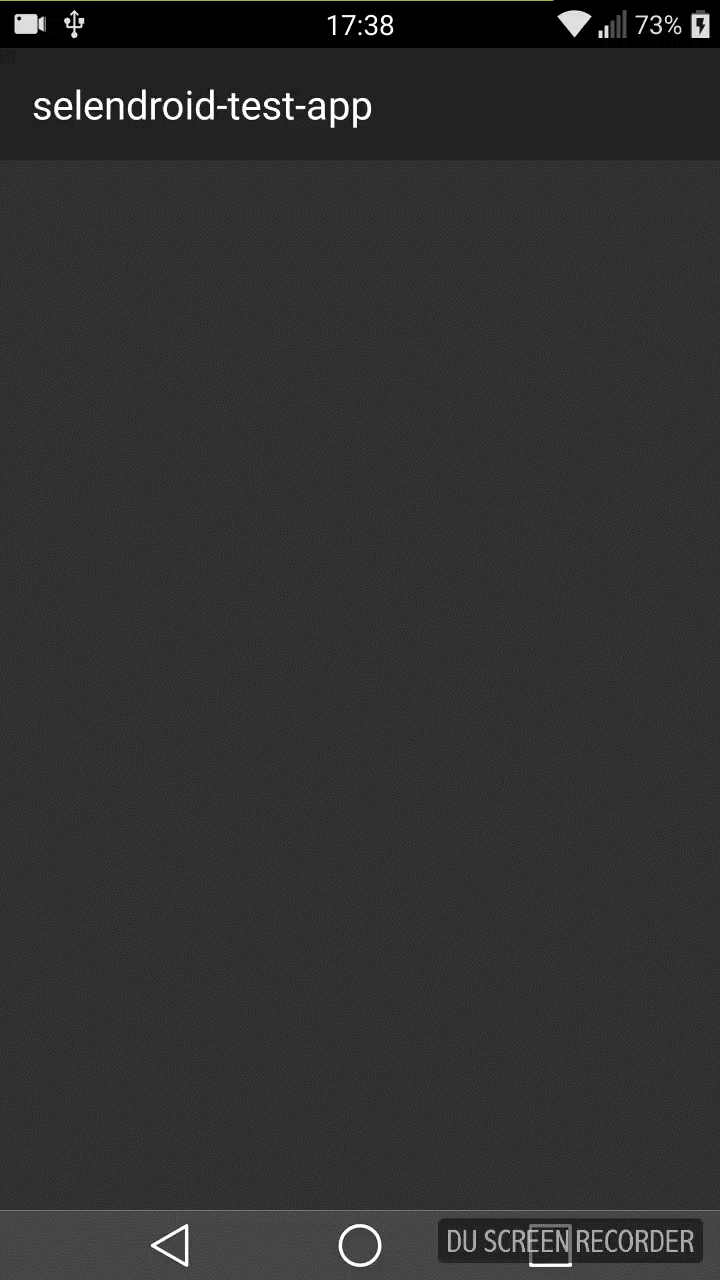 17:38
73%
selendroid-test-app
DU SCREEN RECORDER